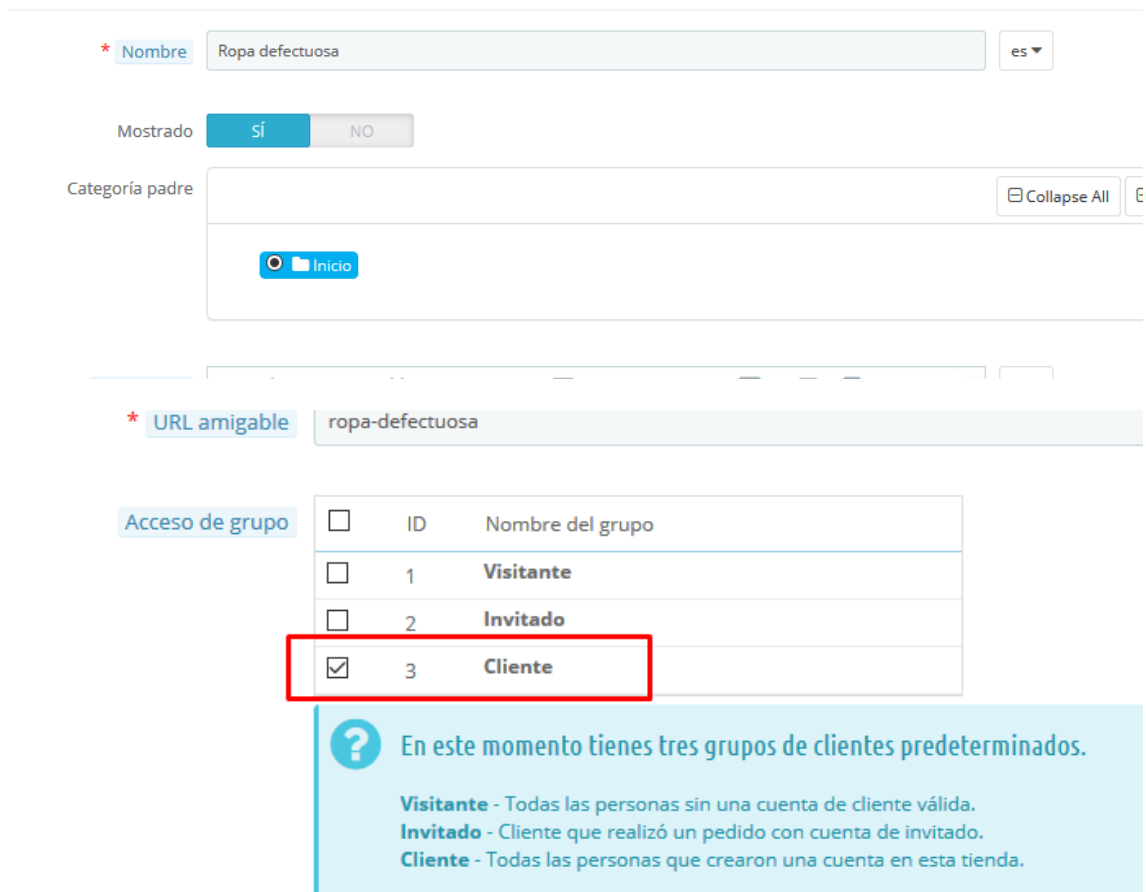 * Nombre Ropa defectuosa es
Mostrado SÍ NO
Categoría padre Collapse All
Inicio
* URL amigable ropa-defectuosa
Acceso de grupo ID Nombre del grupo
1 Visitante
2 Invitado
3 Cliente
? En este momento tienes tres grupos de clientes predeterminados.
Visitante - Todas las personas sin una cuenta de cliente válida.
Invitado - Cliente que realizó un pedido con cuenta de invitado.
Cliente - Todas las personas que crearon una cuenta en esta tienda.